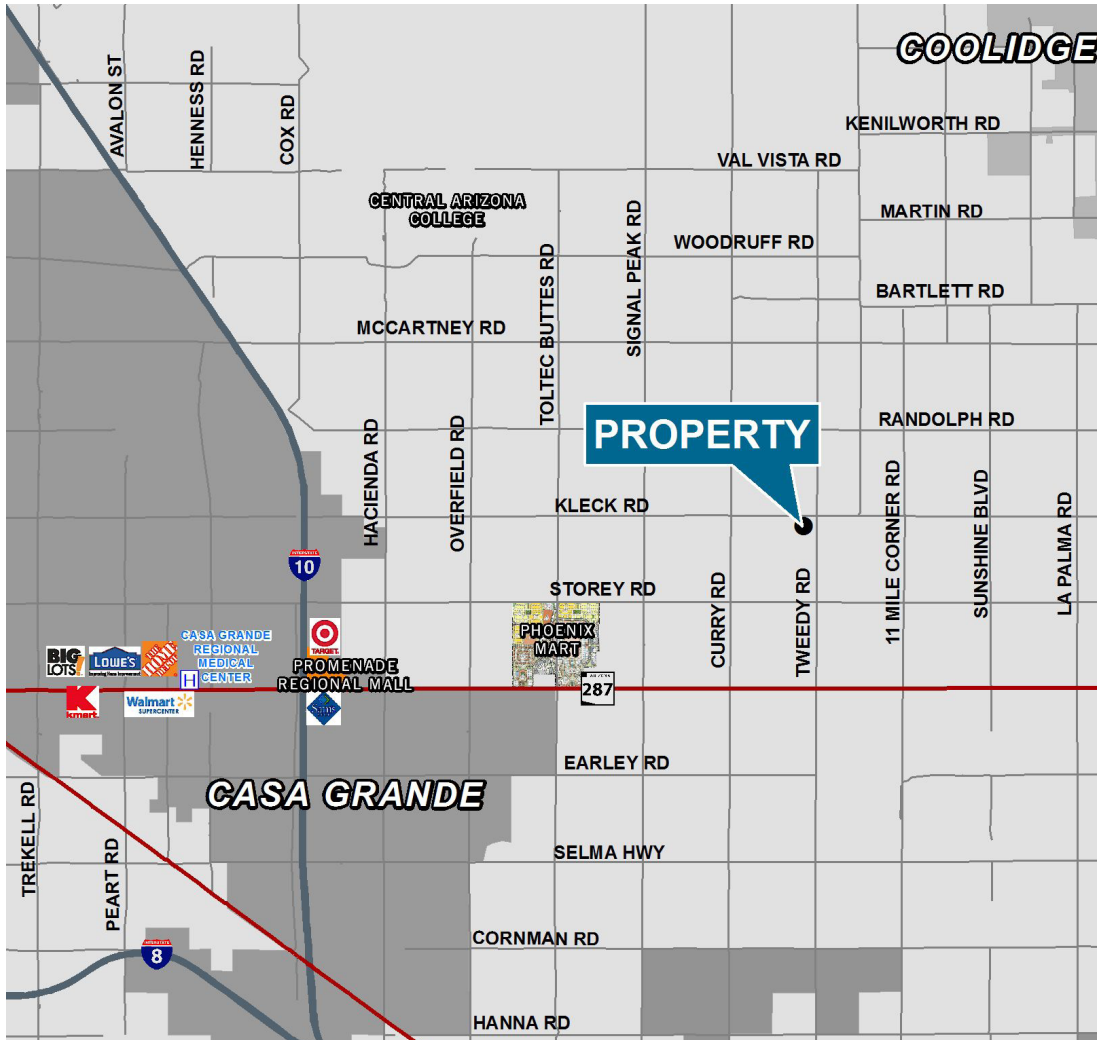 COOLIDGE
AVALON ST
HENNESS RD
COX RD
KENILWORTH RD
VAL VISTA RD
CENTRAL ARIZONA
COLLEGE
MARTIN RD
SIGNAL PEAK RD
WOODRUFF RD
TOLTEC BUTTES RD
BARTLETT RD
MCCARTNEY RD
RANDOLPH RD
PROPERTY
HACIENDA RD
OVERFIELD RD
KLECK RD
11 MILE CORNER RD
SUNSHINE BLVD
LA PALMA RD
INTERSTATE
10
STOREY RD
CURRY RD
TWEEDY RD
PHOENIX
MART
CASA GRANDE
REGIONAL
MEDICAL
CENTER
H
BIG
LOTS!
LOWE'S
TARGET
PROMENADE
REGIONAL MALL
287
kmart
Walmart
SUPERCENTER
Sam's
EARLEY RD
CASA GRANDE
TREKELL RD
PEART RD
SELMA HWY
CORNMAN RD
INTERSTATE
8
HANNA RD